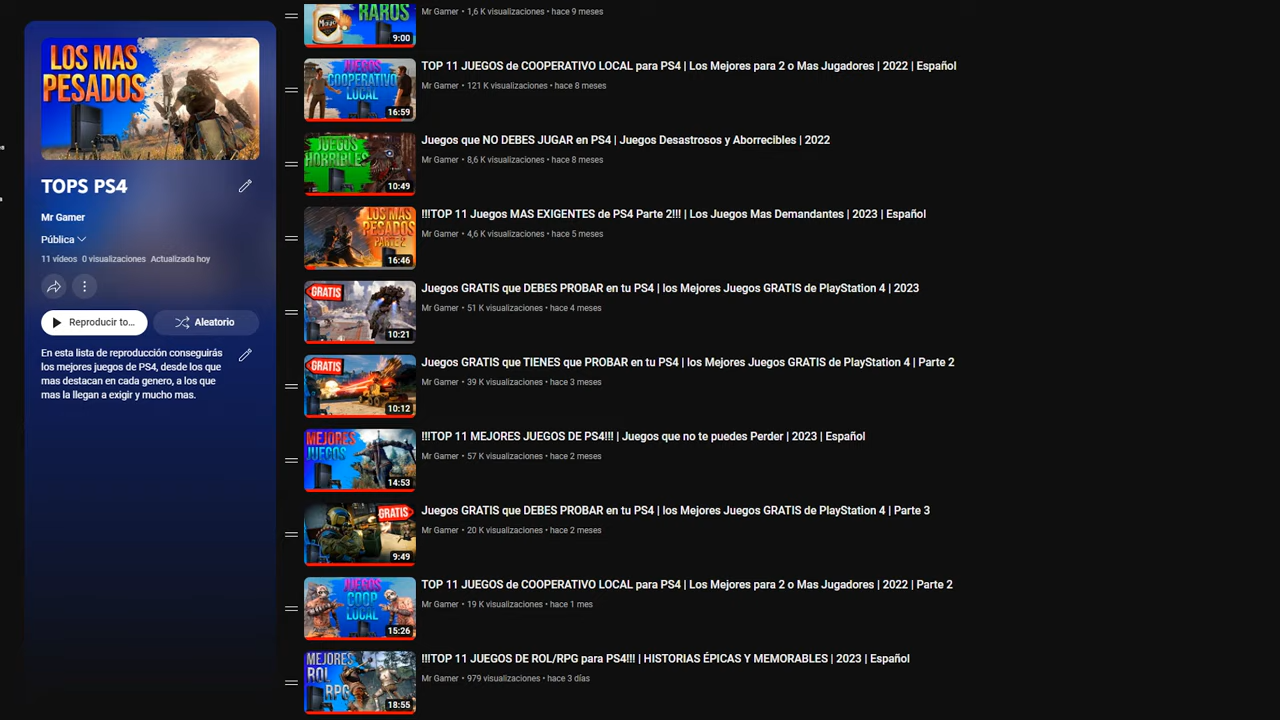 LOS MAS
PESADOS
TOPS PS4
Mr Gamer
Pública
11 vídeos 0 visualizaciones Actualizada hoy
Reproducir to...
Aleatorio
En esta lista de reproducción conseguirás
los mejores juegos de PS4, desde los que
mas destacan en cada genero, a los que
mas la llegan a exigir y mucho mas.
RAROS
9:00
Mr Gamer • 1,6 K visualizaciones • hace 9 meses
JUEGOS
COOPERATIVO
LOCAL
16:59
TOP 11 JUEGOS de COOPERATIVO LOCAL para PS4 | Los Mejores para 2 o Mas Jugadores | 2022 | Español
Mr Gamer • 121 K visualizaciones • hace 8 meses
JUEGOS
HORRIBLES
10:49
Juegos que NO DEBES JUGAR en PS4 | Juegos Desastrosos y Aborrecibles | 2022
Mr Gamer • 8,6 K visualizaciones • hace 8 meses
LOS MAS
PESADOS
PARTE 2
16:46
!!!TOP 11 Juegos MAS EXIGENTES de PS4 Parte 2!!! | Los Juegos Mas Demandantes | 2023 | Español
Mr Gamer • 4,6 K visualizaciones • hace 5 meses
GRATIS
10:21
Juegos GRATIS que DEBES PROBAR en tu PS4 | los Mejores Juegos GRATIS de PlayStation 4 | 2023
Mr Gamer • 51 K visualizaciones • hace 4 meses
GRATIS
10:12
Juegos GRATIS que TIENES que PROBAR en tu PS4 | los Mejores Juegos GRATIS de PlayStation 4 | Parte 2
Mr Gamer • 39 K visualizaciones • hace 3 meses
MEJORES
JUEGOS
14:53
!!!TOP 11 MEJORES JUEGOS DE PS4!!! | Juegos que no te puedes Perder | 2023 | Español
Mr Gamer • 57 K visualizaciones • hace 2 meses
GRATIS
9:49
Juegos GRATIS que DEBES PROBAR en tu PS4 | los Mejores Juegos GRATIS de PlayStation 4 | Parte 3
Mr Gamer • 20 K visualizaciones • hace 2 meses
JUEGOS
COOP
LOCAL
15:26
TOP 11 JUEGOS de COOPERATIVO LOCAL para PS4 | Los Mejores para 2 o Mas Jugadores | 2022 | Parte 2
Mr Gamer • 19 K visualizaciones • hace 1 mes
MEJORES
ROL
RPG
18:55
!!!TOP 11 JUEGOS DE ROL/RPG para PS4!!! | HISTORIAS ÉPICAS Y MEMORABLES | 2023 | Español
Mr Gamer • 979 visualizaciones • hace 3 días